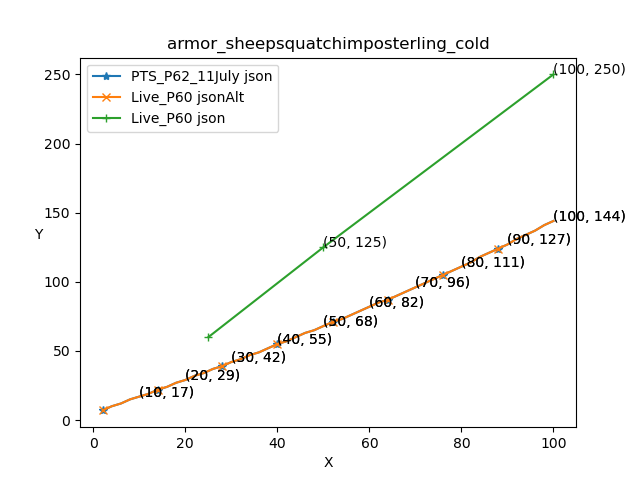 armor_sheepsquatchimposterling_cold
PTS_P62_11July json
Live_P60 jsonAlt
Live_P60 json
(100, 250)
(50, 125)
(100, 144)
(90, 127)
(80, 111)
(70, 96)
(60, 82)
(50, 68)
(40, 55)
(30, 42)
(20, 29)
(10, 17)
250
200
150
100
50
0
Y
0 20 40 60 80 100
X